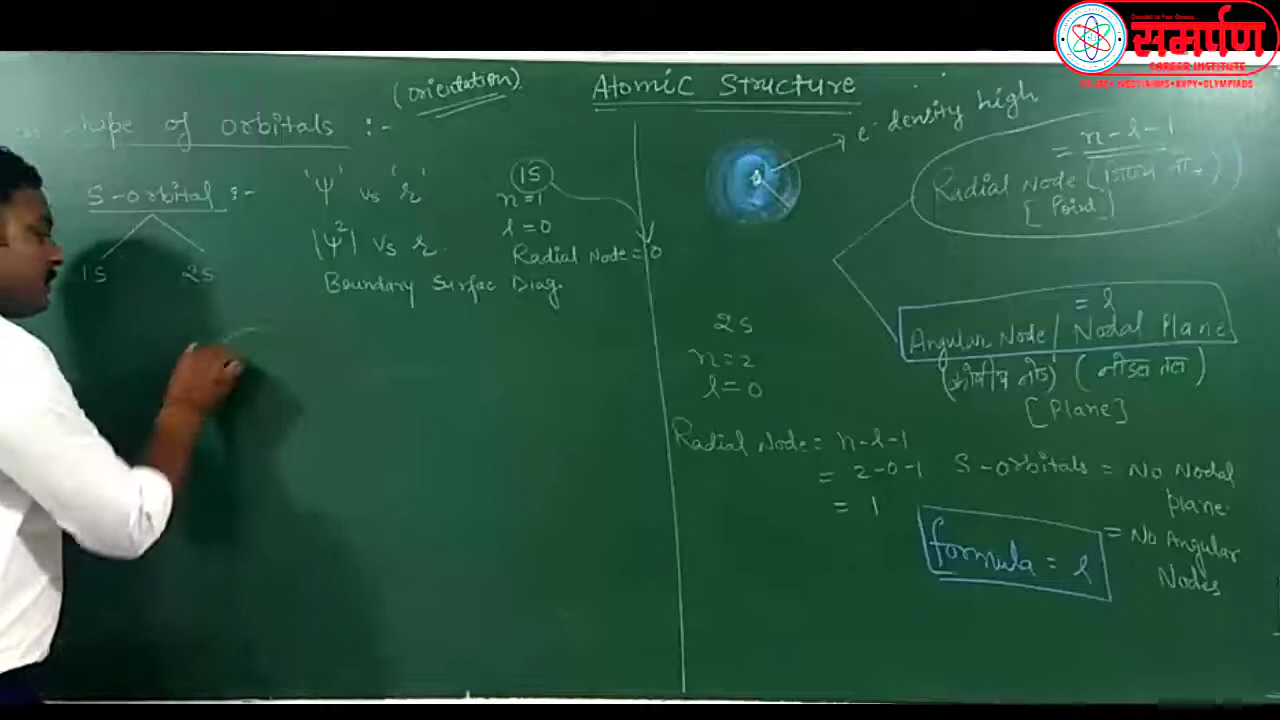 समर्पण
CAREER INSTITUTE
(orientation)
Atomic Structure
shape of orbitals :-
S-orbital :-
1S
2S
'Ψ' vs 'r'
|Ψ²| vs r
Boundary Surfac Diag.
1S
n=1
l=0
Radial Node=0
e⁻ density high
= n-l-1
Radial Node
[Point]
= l
Angular Node/ Nodal Plane
(कोणीय नोड) (नोडल तल)
[Plane]
2S
n=2
l=0
Radial Node= n-l-1
= 2-0-1
= 1
S-orbitals = No Nodal
plane.
= No Angular
Nodes
formula = l